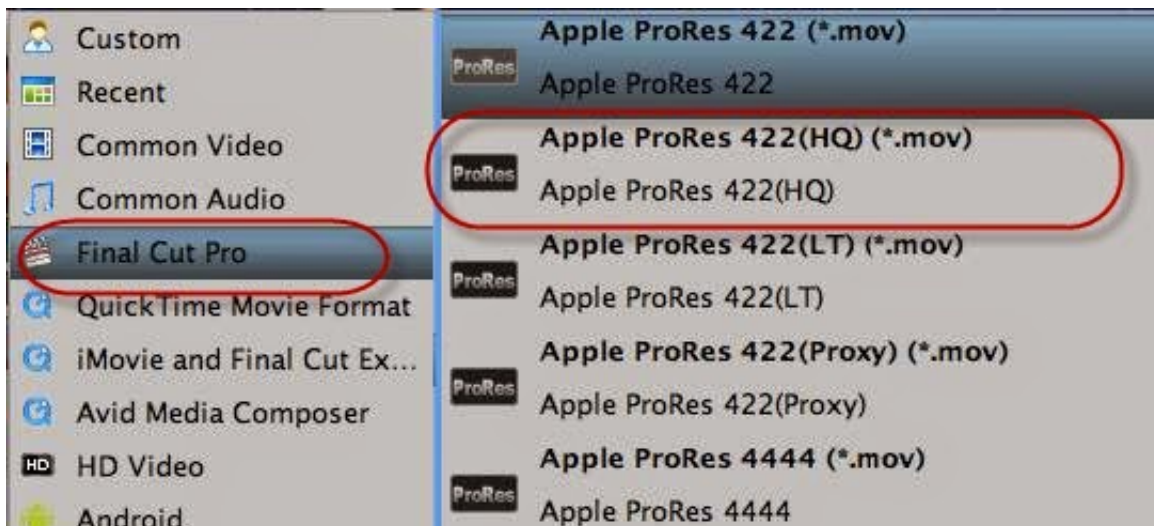 Custom
Recent
Common Video
Common Audio
Final Cut Pro
QuickTime Movie Format
iMovie and Final Cut Ex...
Avid Media Composer
HD
HD Video
Android
Apple ProRes 422 (*.mov)
ProRes
Apple ProRes 422
Apple ProRes 422(HQ) (*.mov)
ProRes
Apple ProRes 422(HQ)
Apple ProRes 422(LT) (*.mov)
ProRes
Apple ProRes 422(LT)
Apple ProRes 422(Proxy) (*.mov)
ProRes
Apple ProRes 422(Proxy)
Apple ProRes 4444 (*.mov)
ProRes
Apple ProRes 4444